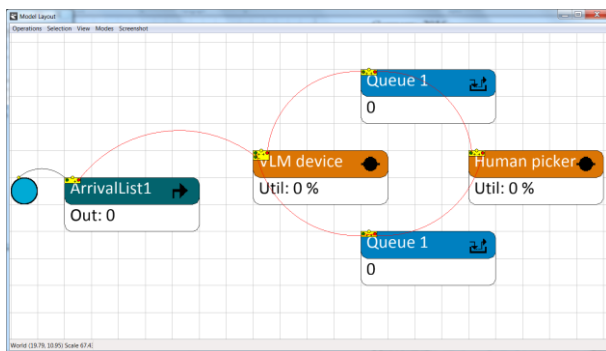 Model Layout
Operations Selection View Modes Screenshot
Queue 1
0
VLM device
Util: 0 %
Human picker
Util: 0 %
ArrivalList1
Out: 0
Queue 1
0
World (19.79, 10.95) Scale 67.4